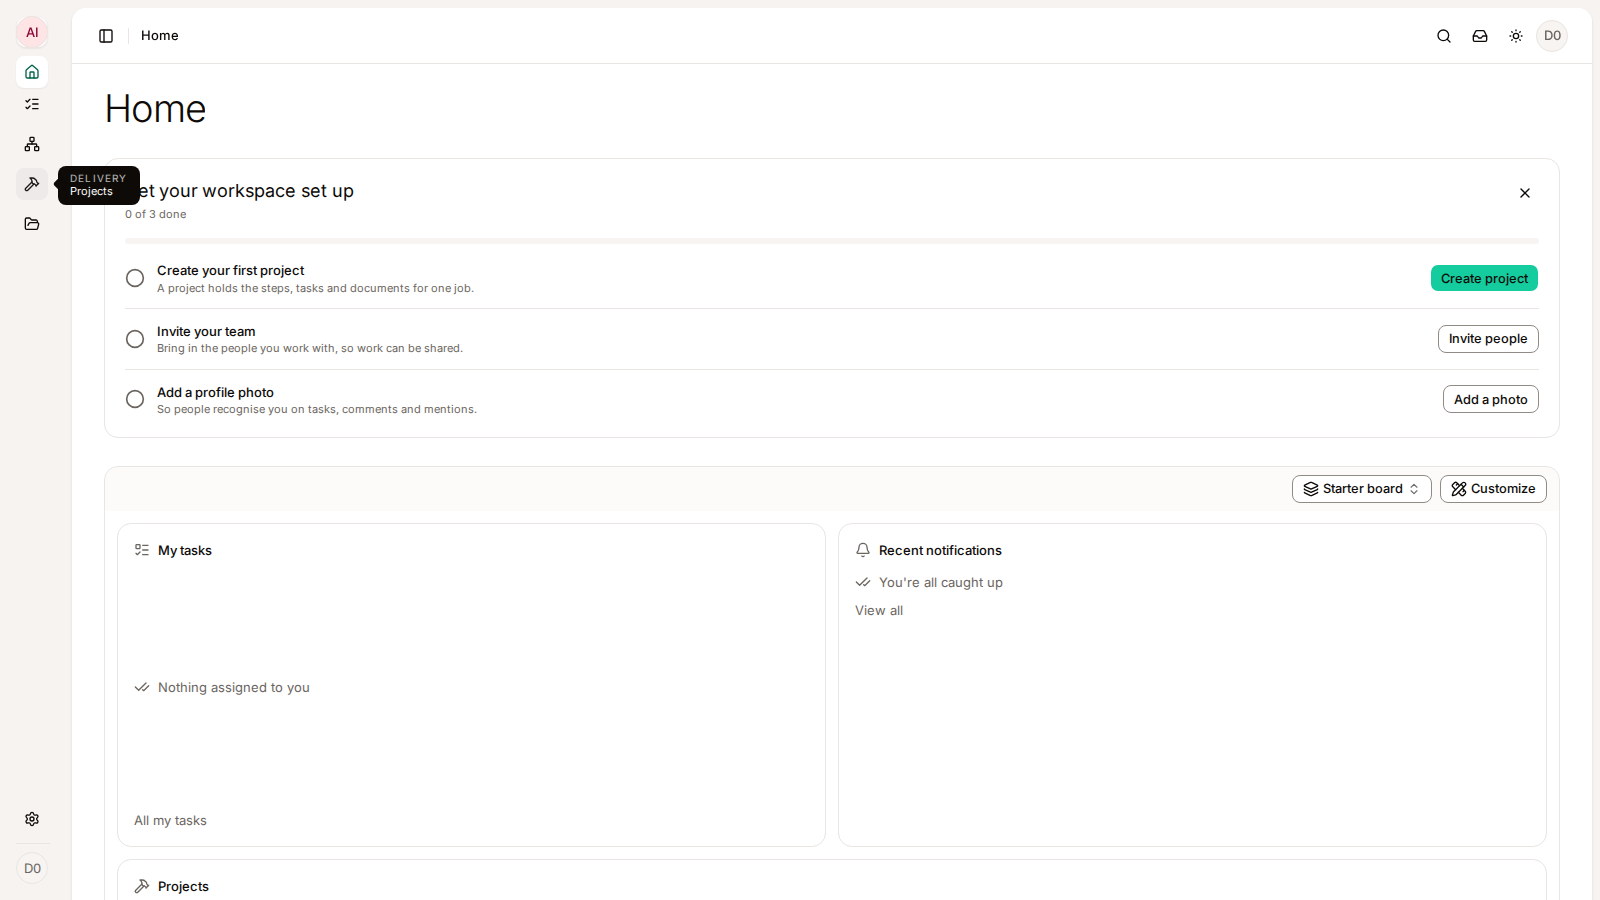 AI
Home
D0
Home
DELIVERY
Projects
et your workspace set up
0 of 3 done
Create your first project
A project holds the steps, tasks and documents for one job.
Create project
Invite your team
Bring in the people you work with, so work can be shared.
Invite people
Add a profile photo
So people recognise you on tasks, comments and mentions.
Add a photo
Starter board
Customize
My tasks
Nothing assigned to you
All my tasks
Recent notifications
You're all caught up
View all
Projects
D0